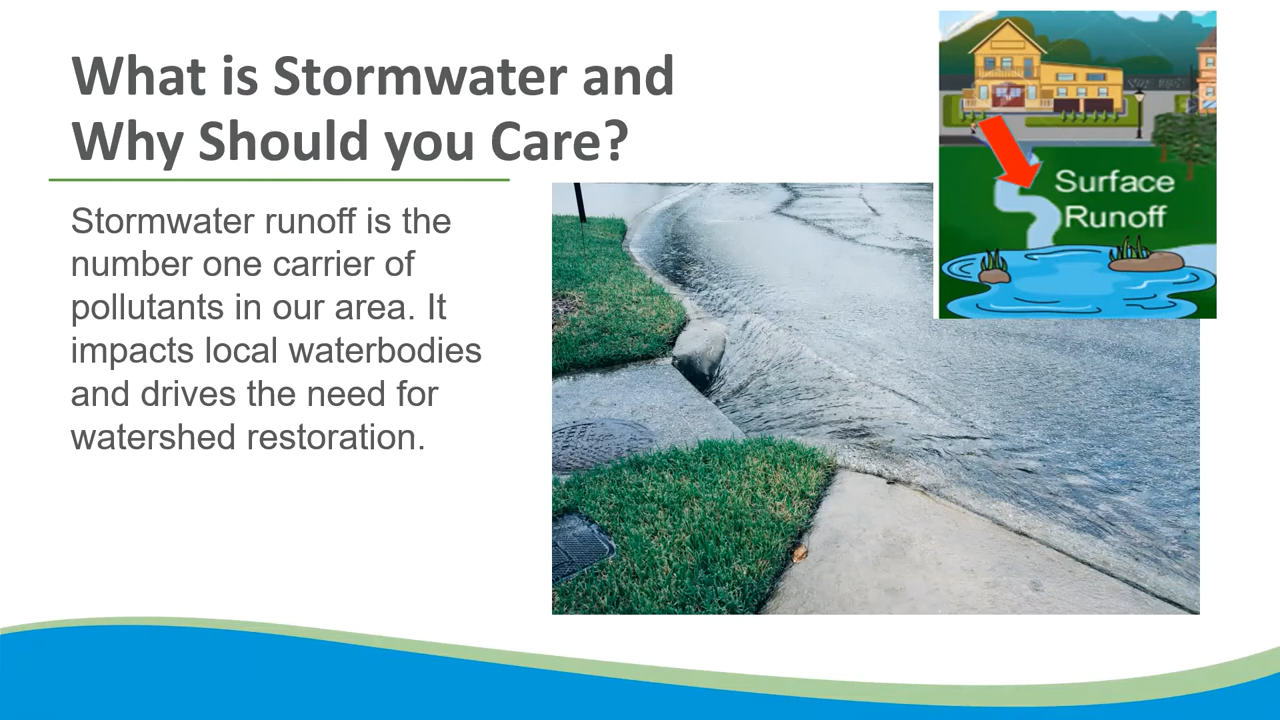 What is Stormwater and
Why Should you Care?
Stormwater runoff is the
number one carrier of
pollutants in our area. It
impacts local waterbodies
and drives the need for
watershed restoration.
Surface
Runoff